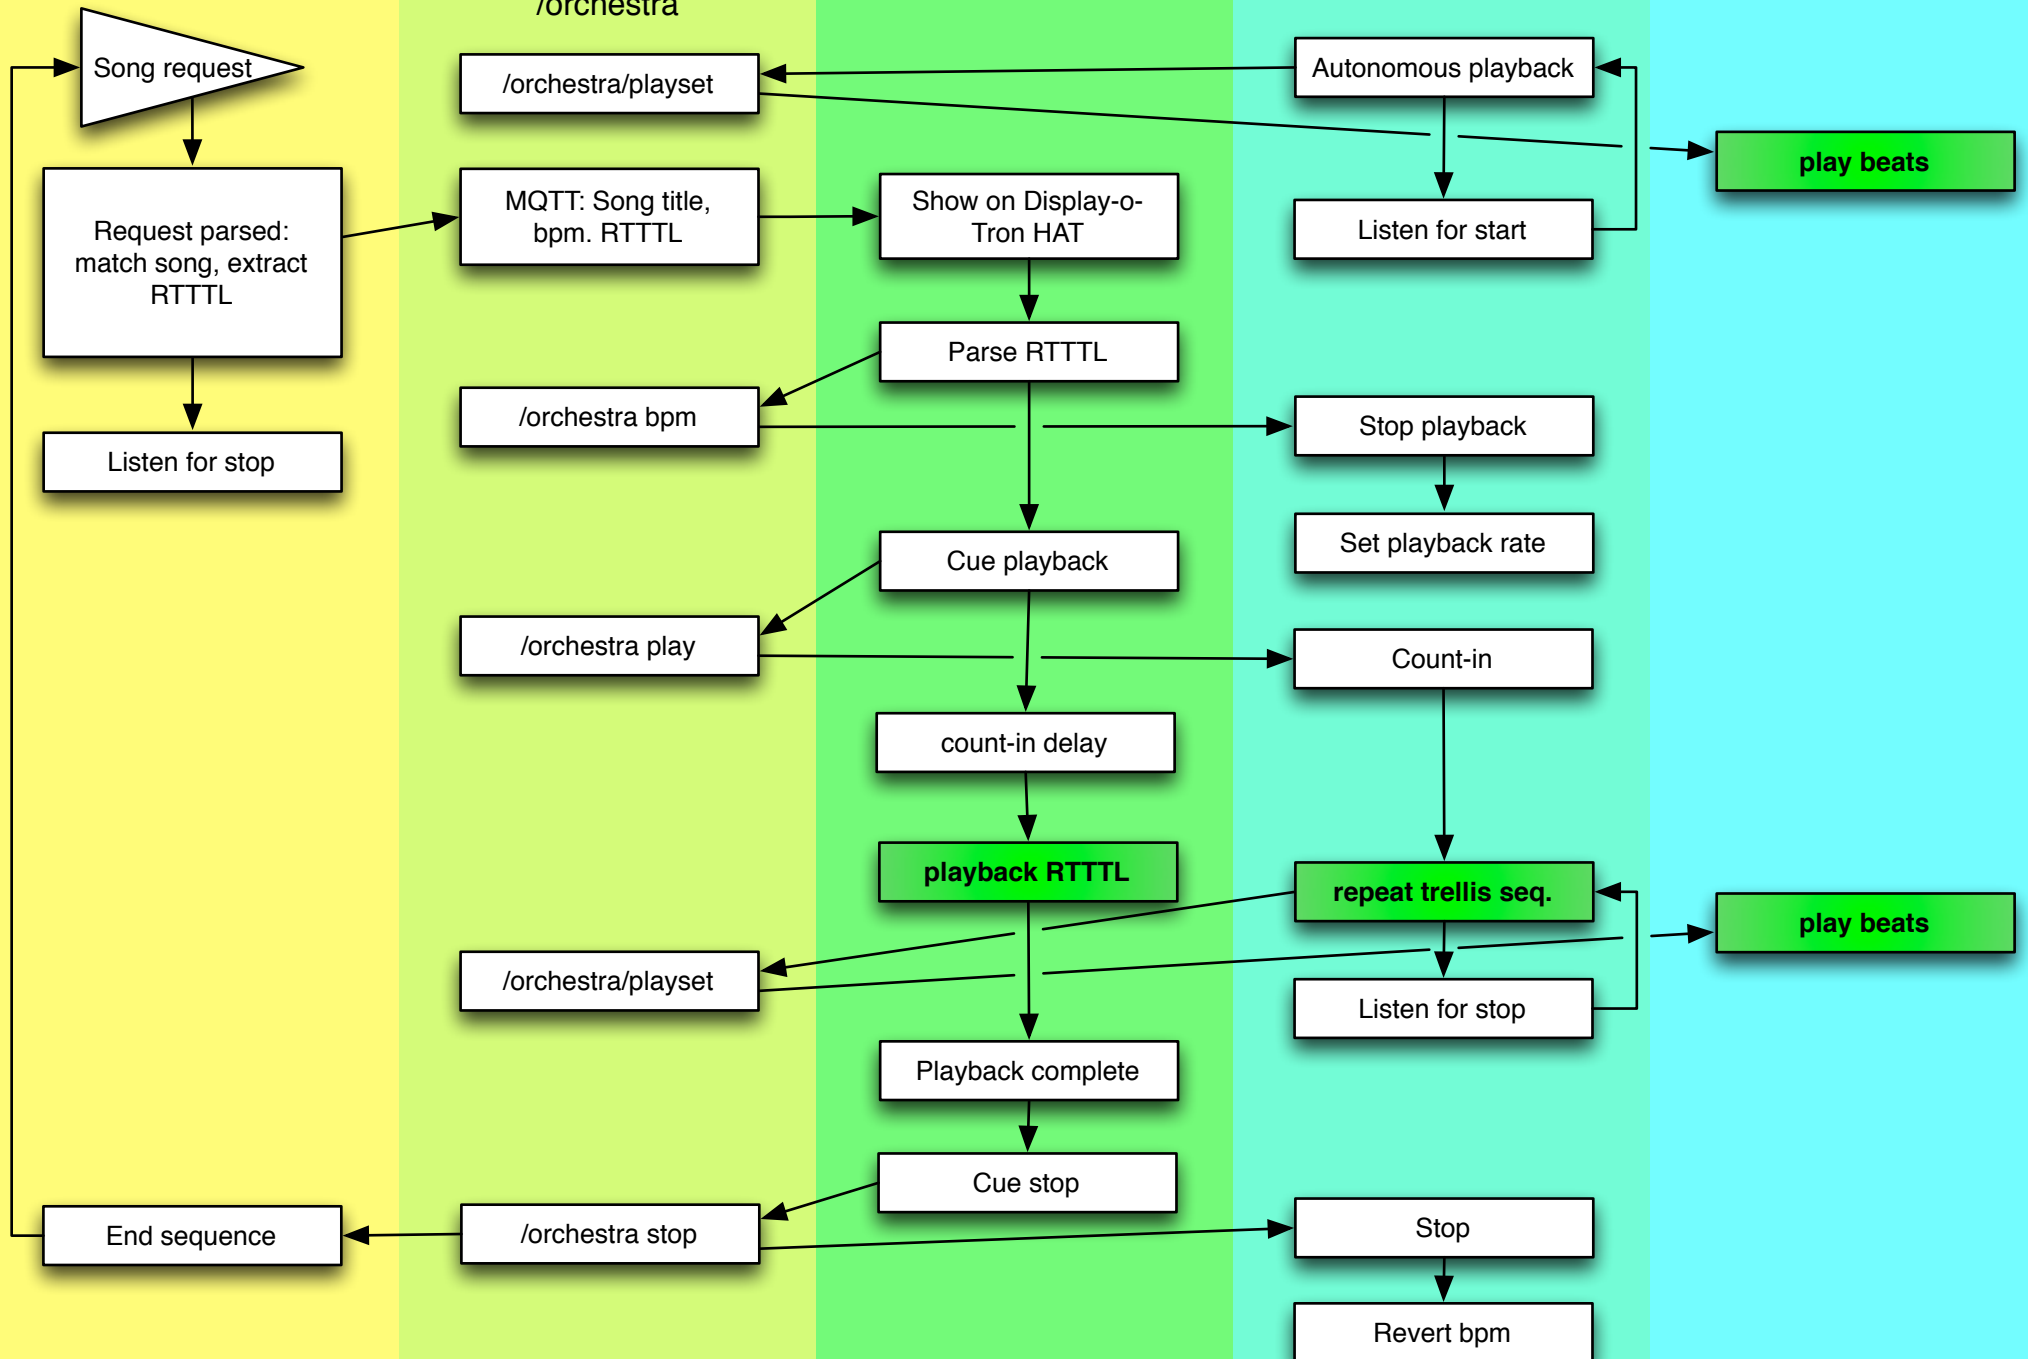 /orchestra
Song request
/orchestra/playset
Autonomous playback
play beats
Request parsed:
match song, extract
RTTTL
MQTT: Song title,
bpm. RTTTL
Show on Display-o-
Tron HAT
Listen for start
Parse RTTTL
/orchestra bpm
Stop playback
Listen for stop
Set playback rate
Cue playback
/orchestra play
Count-in
count-in delay
playback RTTTL
repeat trellis seq.
play beats
/orchestra/playset
Listen for stop
Playback complete
Cue stop
End sequence
/orchestra stop
Stop
Revert bpm